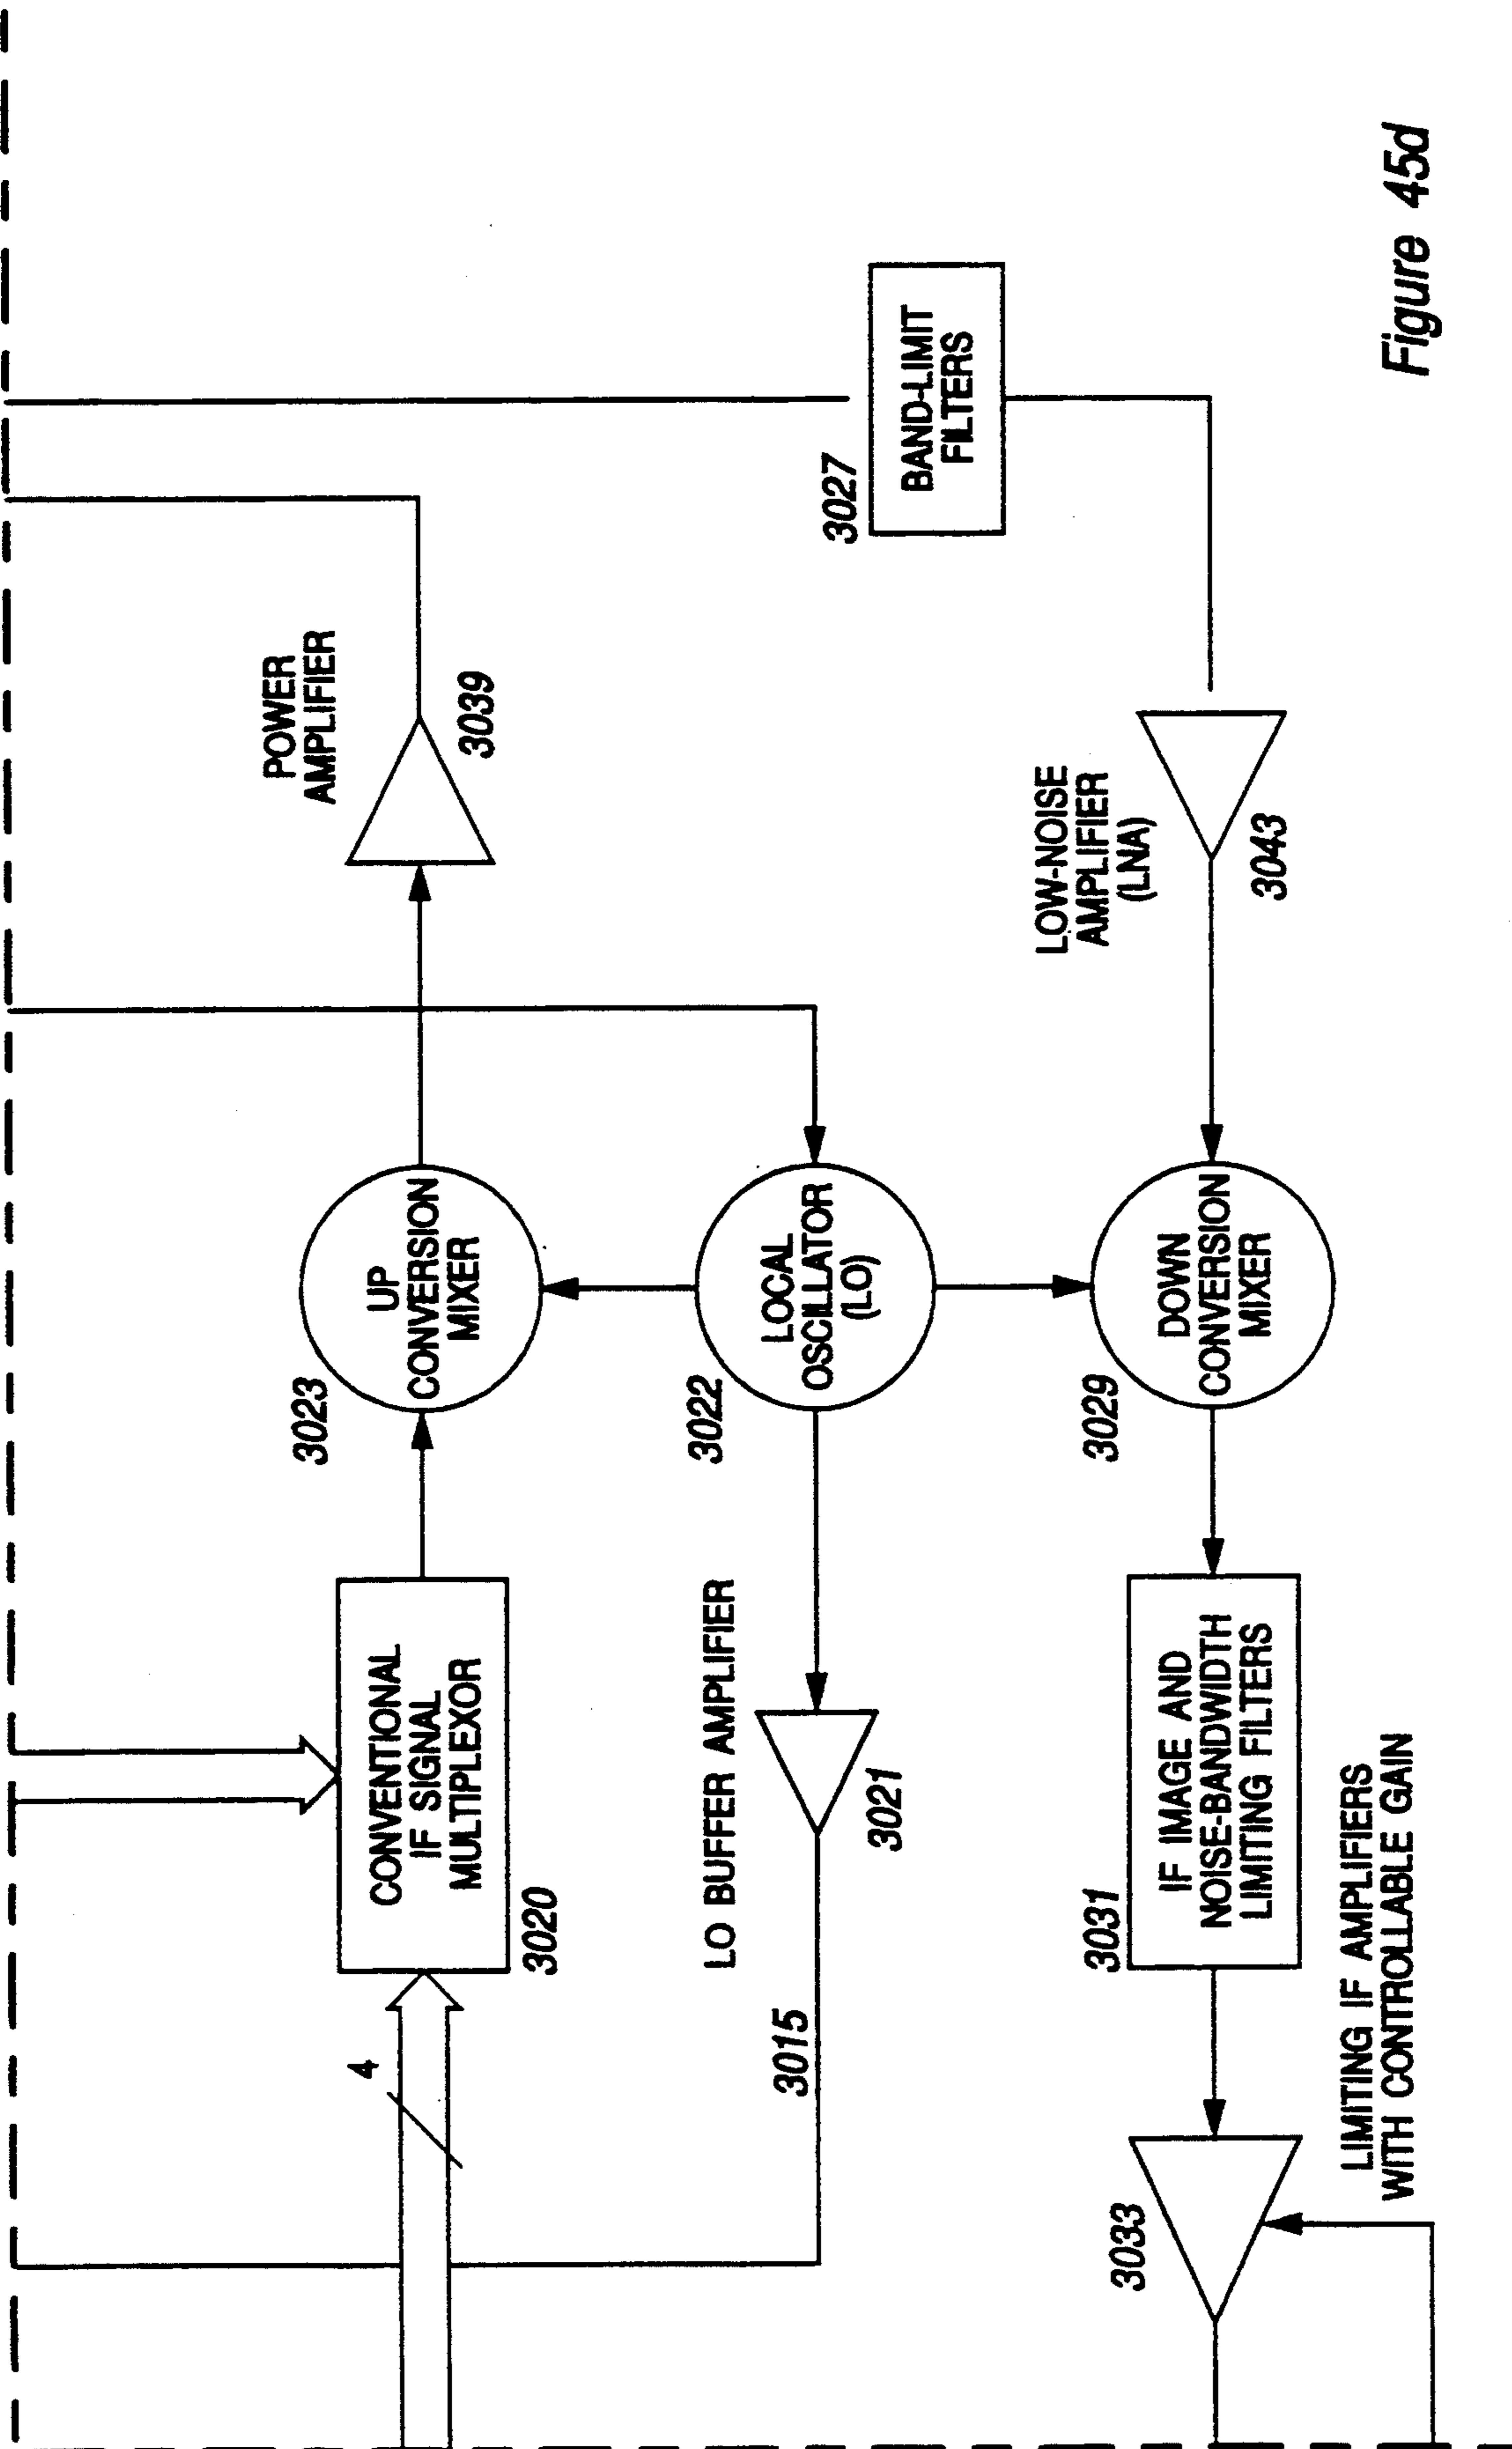 4
CONVENTIONAL
IF SIGNAL
MULTIPLEXOR
3020
3023
UP
CONVERSION
MIXER
POWER
AMPLIFIER
3039
3015
LO BUFFER AMPLIFIER
3021
3022
LOCAL
OSCILLATOR
(LO)
3027
BAND-LIMIT
FILTERS
3033
LIMITING IF AMPLIFIERS
WITH CONTROLLABLE GAIN
3031
IF IMAGE AND
NOISE-BANDWIDTH
LIMITING FILTERS
3029
DOWN
CONVERSION
MIXER
LOW-NOISE
AMPLIFIER
(LNA)
3043
Figure 45d